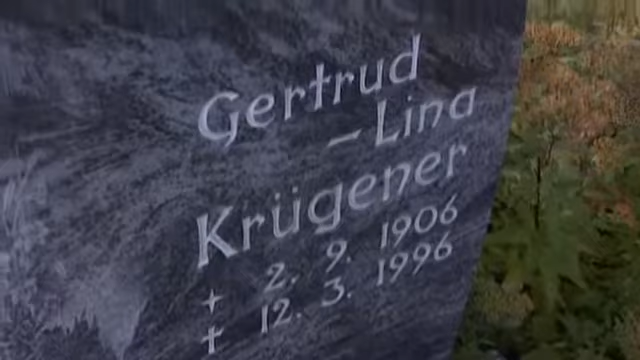 Gertrud
– Lina
Krügener
+ 2. 9. 1906
† 12. 3. 1996